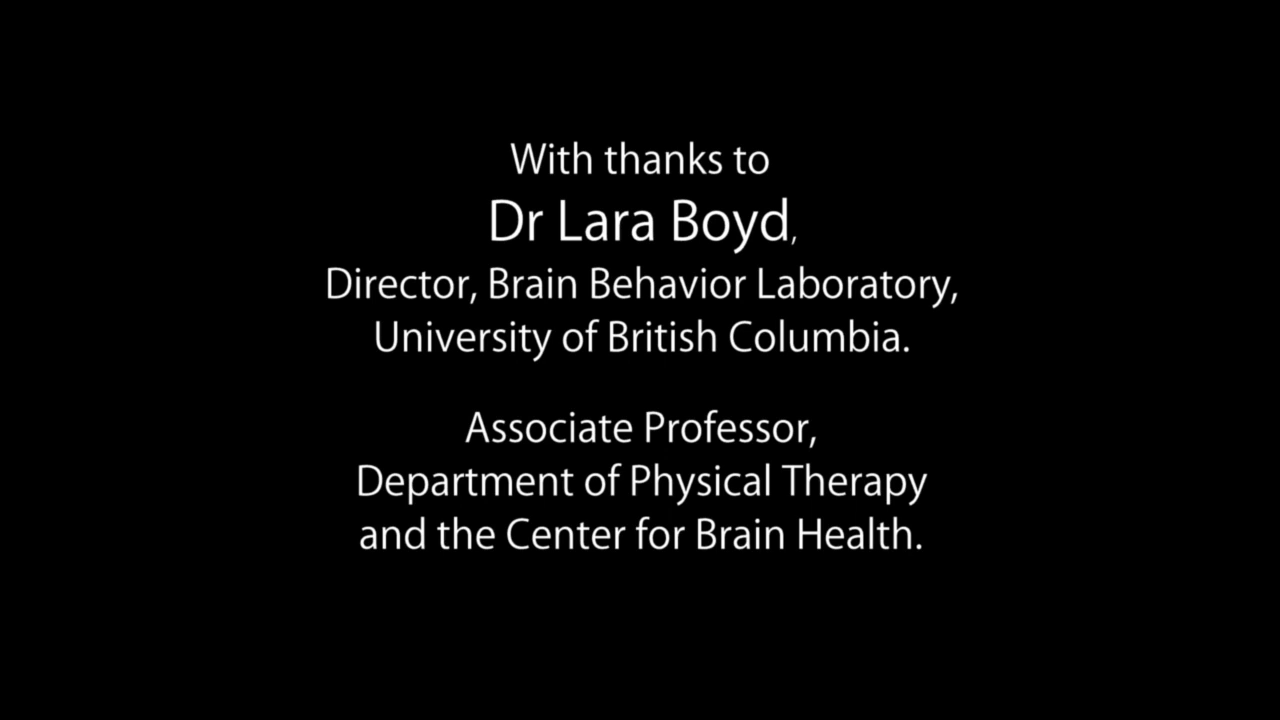 With thanks to
Dr Lara Boyd,
Director, Brain Behavior Laboratory,
University of British Columbia.
Associate Professor,
Department of Physical Therapy
and the Center for Brain Health.